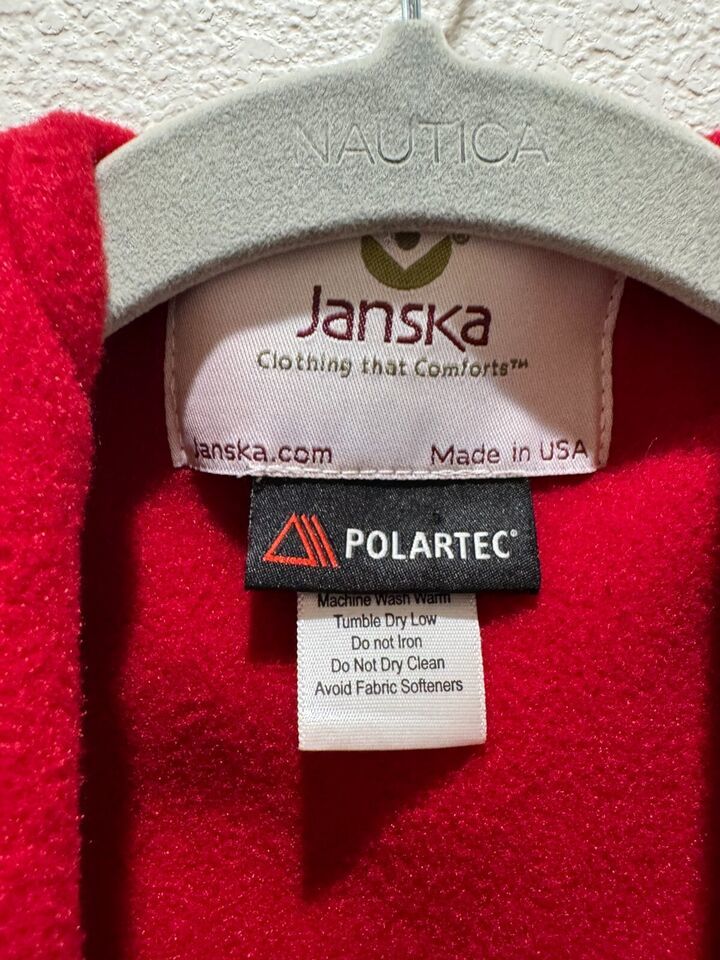 NAUTICA
®
Janska
Clothing that Comforts™
Janska.com Made in USA
POLARTEC®
Machine Wash Warm
Tumble Dry Low
Do not Iron
Do Not Dry Clean
Avoid Fabric Softeners